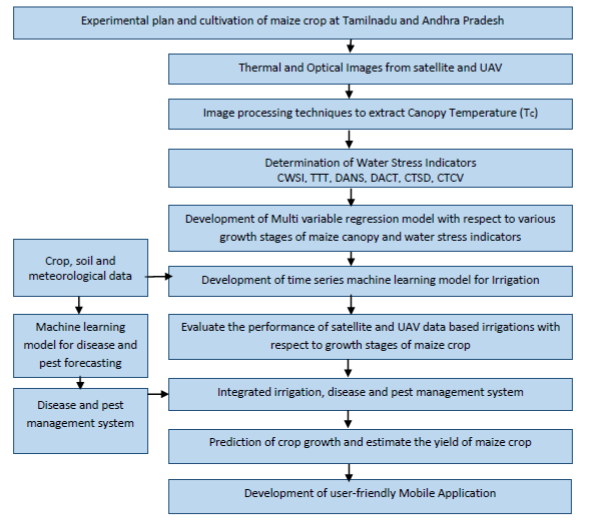 Experimental plan and cultivation of maize crop at Tamilnadu and Andhra Pradesh
Thermal and Optical Images from satellite and UAV
Image processing techniques to extract Canopy Temperature (Tc)
Determination of Water Stress Indicators
CWSI, TTT, DANS, DACT, CTSD, CTCV
Development of Multi variable regression model with respect to various
growth stages of maize canopy and water stress indicators
Crop, soil and
meteorological data
Development of time series machine learning model for Irrigation
Machine learning
model for disease and
pest forecasting
Evaluate the performance of satellite and UAV data based irrigations with
respect to growth stages of maize crop
Disease and pest
management system
Integrated irrigation, disease and pest management system
Prediction of crop growth and estimate the yield of maize crop
Development of user-friendly Mobile Application